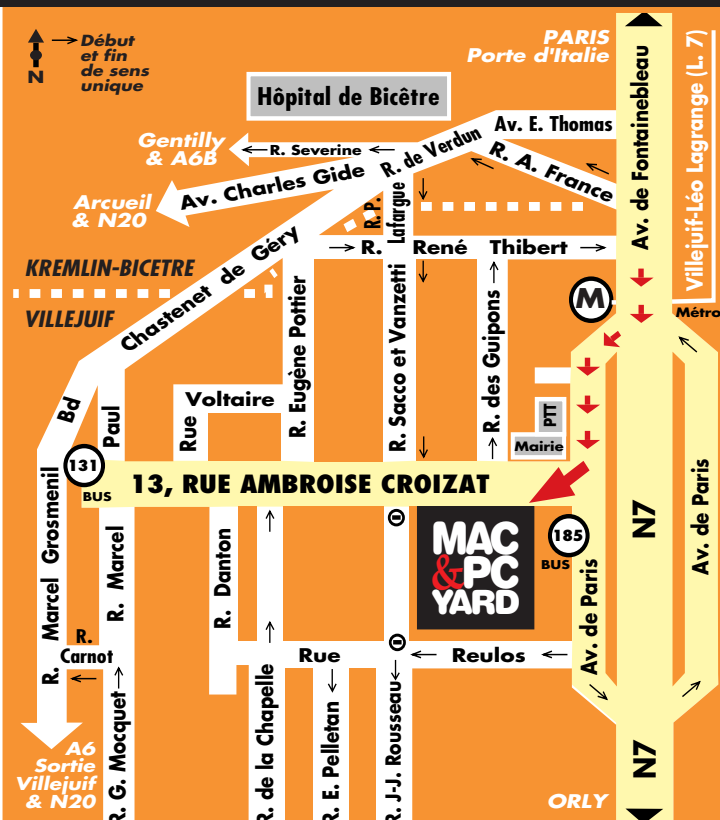 Début
et fin
de sens
unique
N
PARIS
Porte d'Italie
Hôpital de Bicêtre
Av. E. Thomas
Gentilly
& A6B
R. Severine
R. de Verdun
R. A. France
Av. de Fontainebleau
Villejuif-Léo Lagrange (L. 7)
Arcueil
& N20
Av. Charles Gide
R. P.
Lafargue
KREMLIN-BICETRE
VILLEJUIF
Bd
Chastenet de Géry
R. René Thibert
M
Métro
R. Eugène Pottier
R. Sacco et Vanzetti
R. des Guipons
Rue
Voltaire
Paul
PTT
Mairie
131
BUS
13, RUE AMBROISE CROIZAT
MAC
&PC
YARD
185
BUS
N7
Av. de Paris
Av. de Paris
R. Marcel Grosmenil
R. Marcel
R. Danton
R.
Carnot
Rue Reulos
R. G. Mocquet
R. de la Chapelle
R. E. Pelletan
R. J-J. Rousseau
A6
Sortie
Villejuif
& N20
ORLY
N7